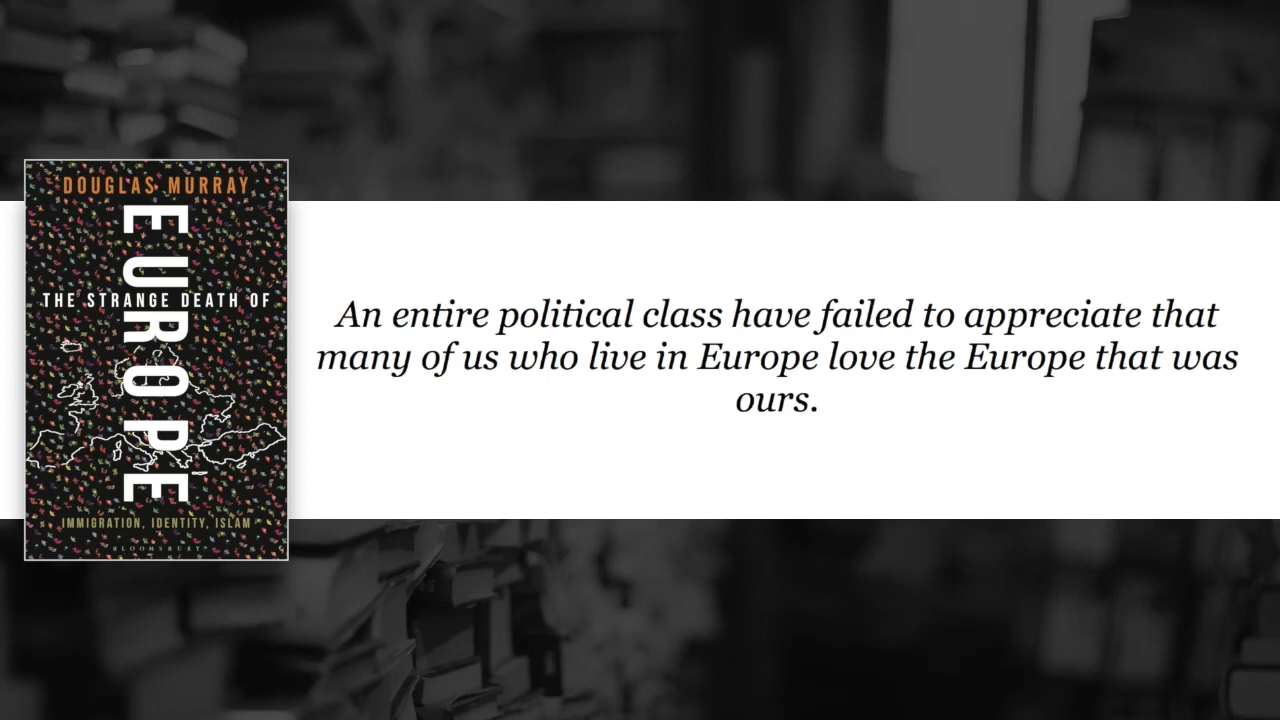 DOUGLAS MURRAY
THE STRANGE DEATH OF
EUROPE
IMMIGRATION, IDENTITY, ISLAM
BLOOMSBURY
An entire political class have failed to appreciate that
many of us who live in Europe love the Europe that was
ours.